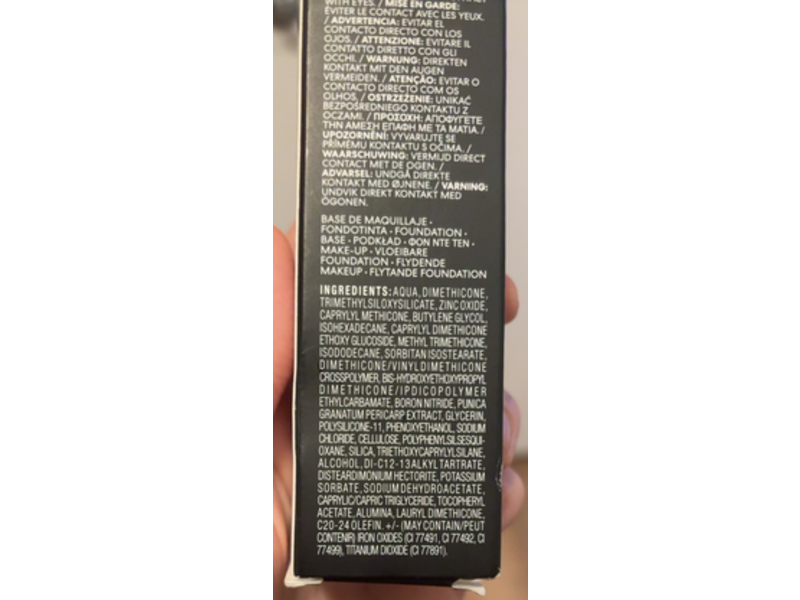 WITH EYES. / MISE EN GARDE:
ÉVITER LE CONTACT AVEC LES YEUX.
/ ADVERTENCIA: EVITAR EL
CONTACTO DIRECTO CON LOS
OJOS. / ATTENZIONE: EVITARE IL
CONTATTO DIRETTO CON GLI
OCCHI. / WARNUNG: DIREKTEN
KONTAKT MIT DEN AUGEN
VERMEIDEN. / ATENÇÃO: EVITAR O
CONTACTO DIRECTO COM OS
OLHOS. / OSTRZEŻENIE: UNIKAĆ
BEZPOŚREDNIEGO KONTAKTU Z
OCZAMI. / ΠΡΟΣΟΧΗ: ΑΠΟΦΥΓΕΤΕ
ΤΗΝ ΑΜΕΣΗ ΕΠΑΦΗ ΜΕ ΤΑ ΜΑΤΙΑ. /
UPOZORNĚNÍ: VYVARUJTE SE
PŘÍMÉMU KONTAKTU S OČIMA. /
WAARSCHUWING: VERMIJD DIRECT
CONTACT MET DE OGEN. /
ADVARSEL: UNDGÅ DIREKTE
KONTAKT MED ØJNENE. / VARNING:
UNDVIK DIREKT KONTAKT MED
ÖGONEN.
BASE DE MAQUILLAJE •
FONDOTINTA • FOUNDATION •
BASE • PODKŁAD • ΦΟΝ ΝΤΕ ΤΕΝ •
MAKE-UP • VLOEIBARE
FOUNDATION • FLYDENDE
MAKEUP • FLYTANDE FOUNDATION
INGREDIENTS: AQUA, DIMETHICONE,
TRIMETHYLSILOXYSILICATE, ZINC OXIDE,
CAPRYLYL METHICONE, BUTYLENE GLYCOL,
ISOHEXADECANE, CAPRYLYL DIMETHICONE
ETHOXY GLUCOSIDE, METHYL TRIMETHICONE,
ISODODECANE, SORBITAN ISOSTEARATE,
DIMETHICONE/VINYL DIMETHICONE
CROSSPOLYMER, BIS-HYDROXYETHOXYPROPYL
DIMETHICONE/IPDI COPOLYMER
ETHYLCARBAMATE, BORON NITRIDE, PUNICA
GRANATUM PERICARP EXTRACT, GLYCERIN,
POLYSILICONE-11, PHENOXYETHANOL, SODIUM
CHLORIDE, CELLULOSE, POLYPHENYLSILSESQUI-
OXANE, SILICA, TRIETHOXYCAPRYLYLSILANE,
ALCOHOL, DI-C12-13 ALKYL TARTRATE,
DISTEARDIMONIUM HECTORITE, POTASSIUM
SORBATE, SODIUM DEHYDROACETATE,
CAPRYLIC/CAPRIC TRIGLYCERIDE, TOCOPHERYL
ACETATE, ALUMINA, LAURYL DIMETHICONE,
C20-24 OLEFIN. +/- (MAY CONTAIN/PEUT
CONTENIR) IRON OXIDES (CI 77491, CI 77492, CI
77499), TITANIUM DIOXIDE (CI 77891).